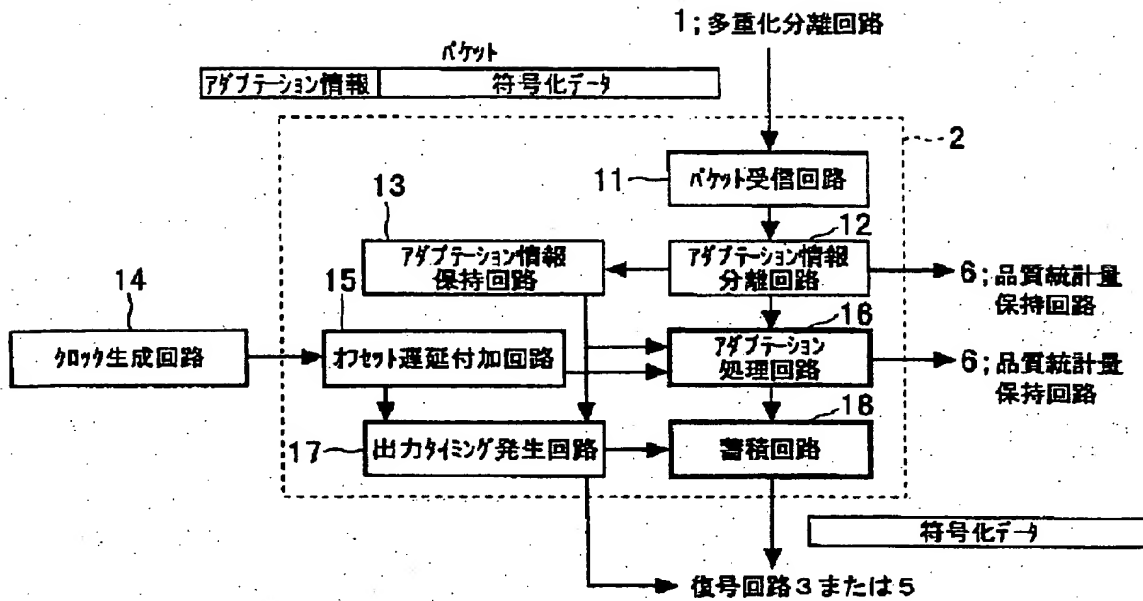 1;多重化分離回路
パケット
アダプテーション情報 符号化データ
2
11
パケット受信回路
13
12
アダプテーション情報
保持回路
アダプテーション情報
分離回路
6;品質統計量
保持回路
14
15
16
クロック生成回路
オフセット遅延付加回路
アダプテーション
処理回路
6;品質統計量
保持回路
18
17
出力タイミング発生回路
蓄積回路
符号化データ
復号回路3または5